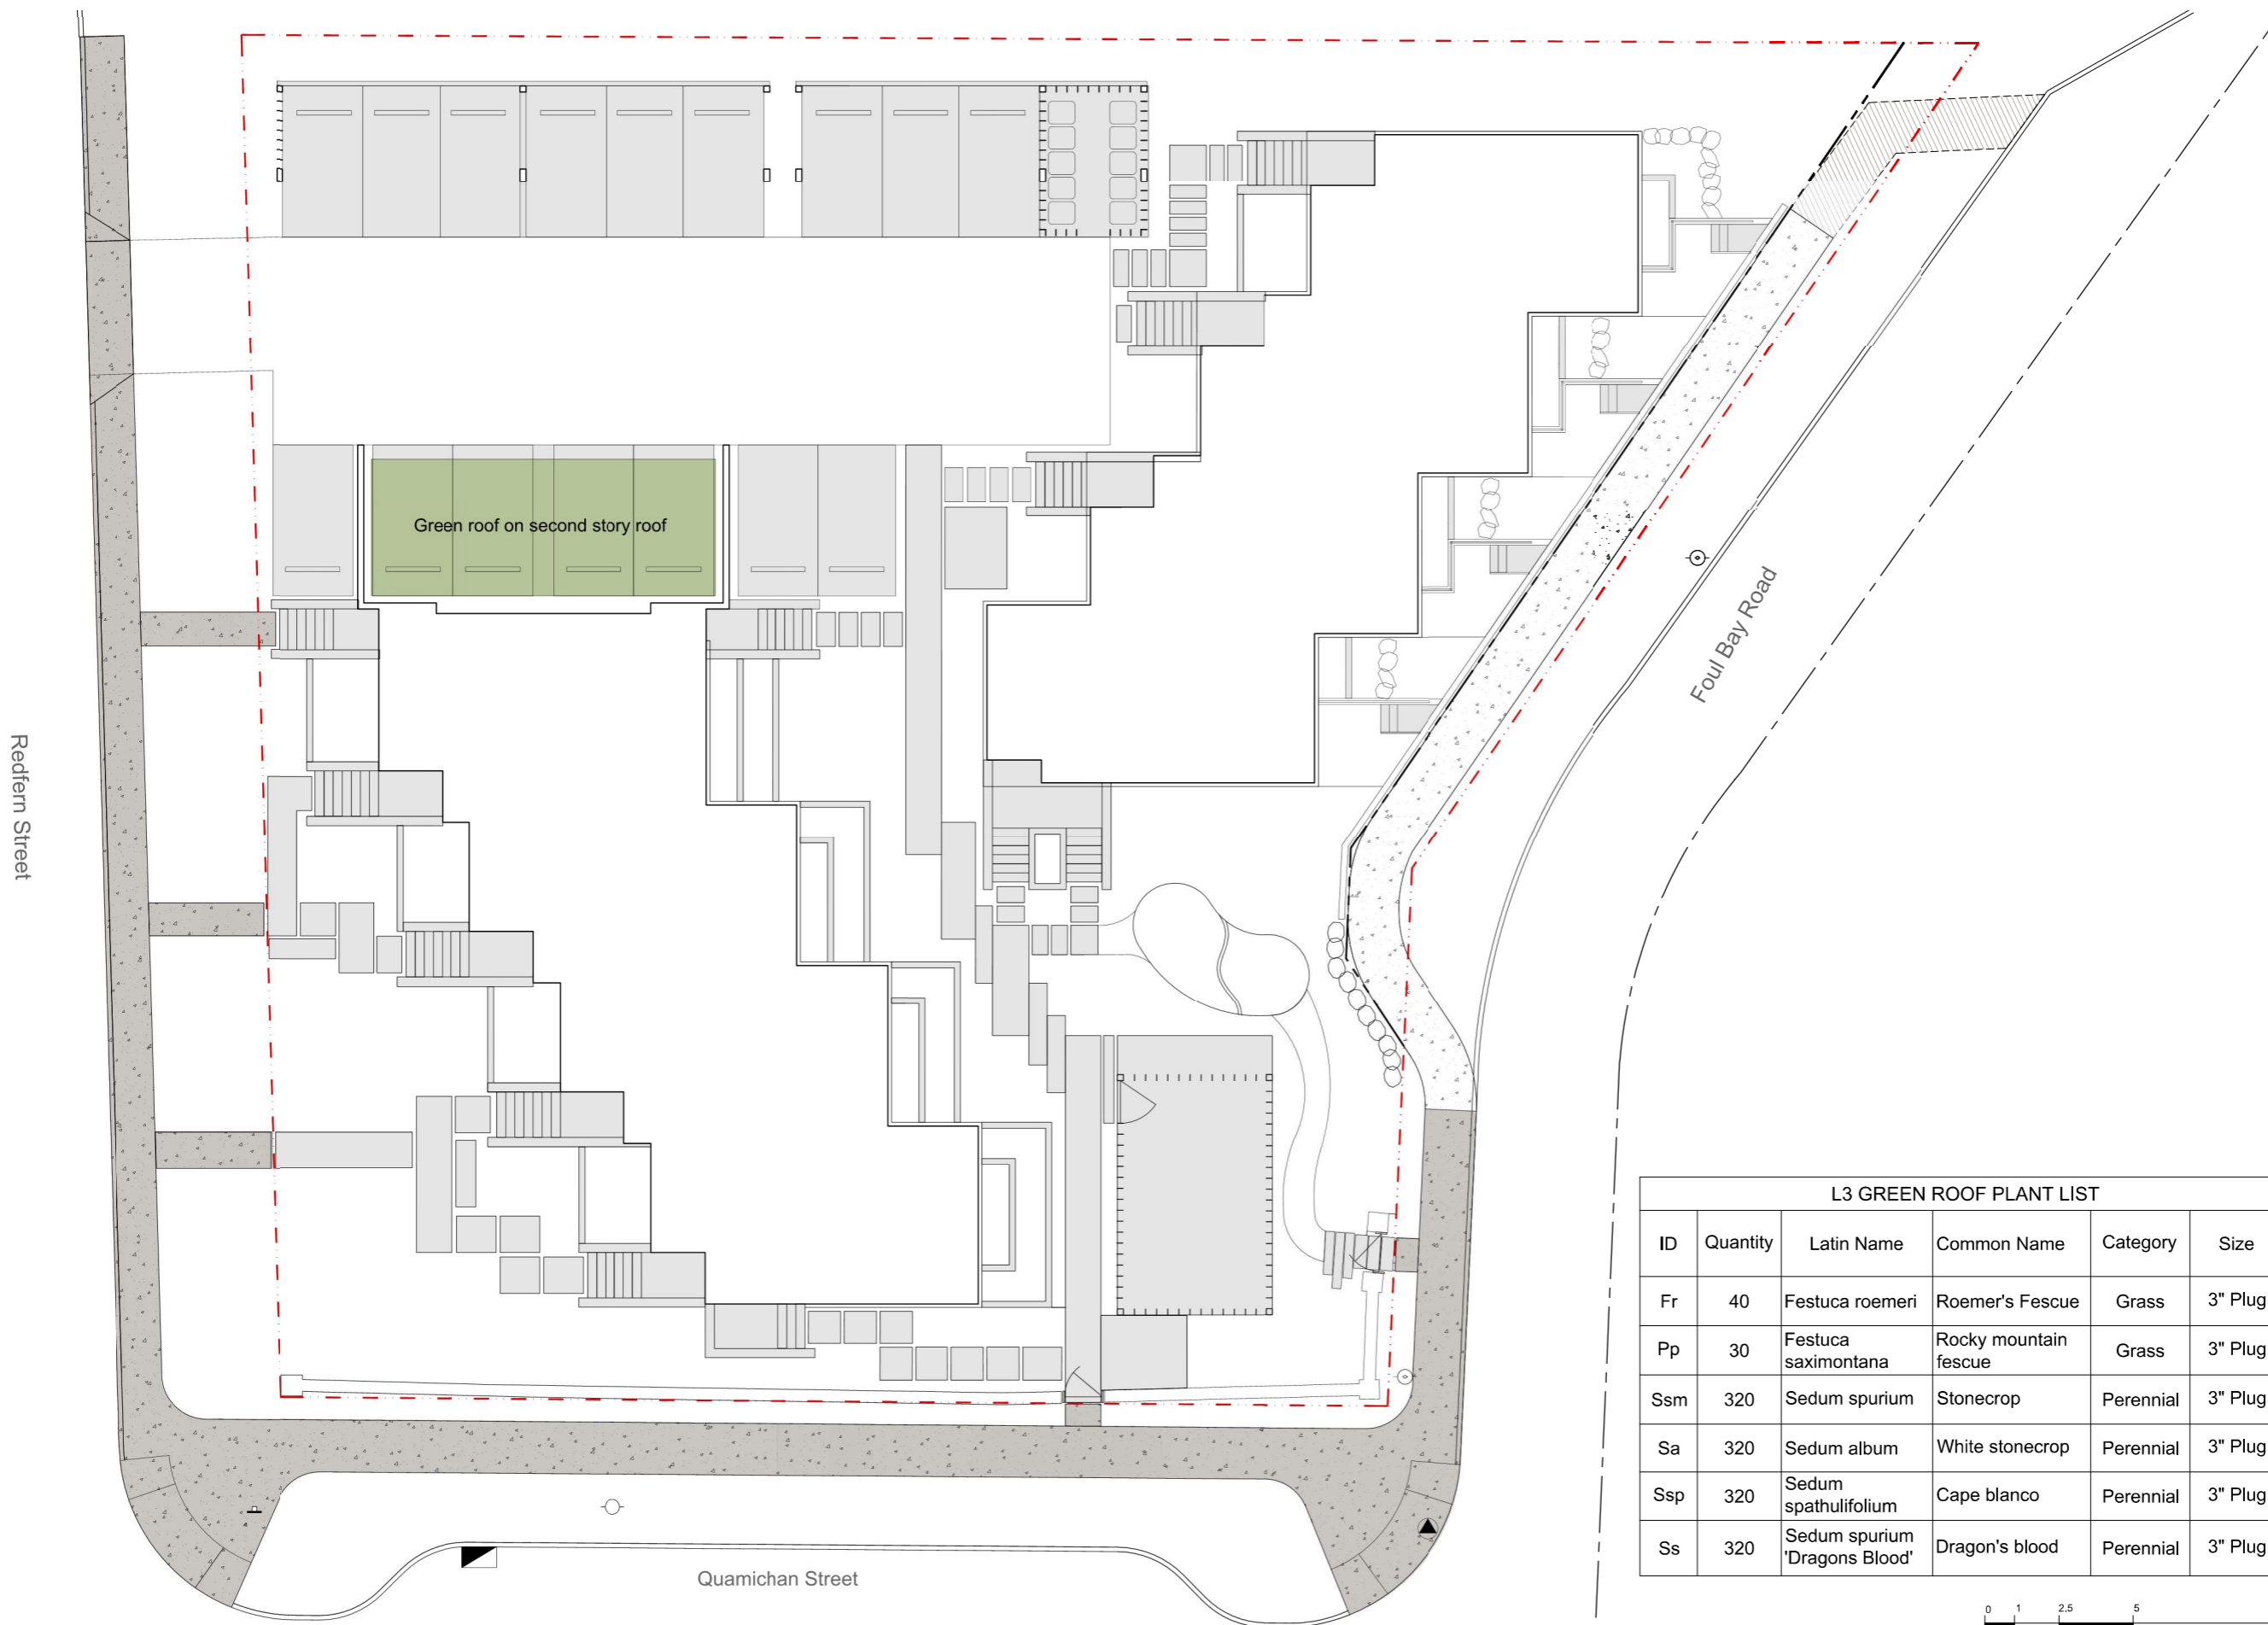 Green roof on second story roof
Foul Bay Road
Redfern Street
Quamichan Street
L3 GREEN ROOF PLANT LIST
ID Quantity Latin Name Common Name Category Size
Fr 40 Festuca roemeri Roemer's Fescue Grass 3" Plug
Pp 30 Festuca saximontana Rocky mountain fescue Grass 3" Plug
Ssm 320 Sedum spurium Stonecrop Perennial 3" Plug
Sa 320 Sedum album White stonecrop Perennial 3" Plug
Ssp 320 Sedum spathulifolium Cape blanco Perennial 3" Plug
Ss 320 Sedum spurium 'Dragons Blood' Dragon's blood Perennial 3" Plug
0 1 2.5 5